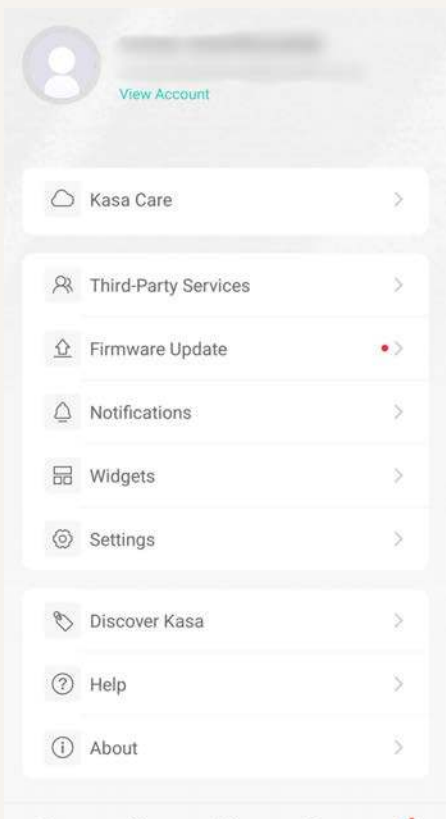 View Account
Kasa Care
Third-Party Services
Firmware Update
Notifications
Widgets
Settings
Discover Kasa
Help
About